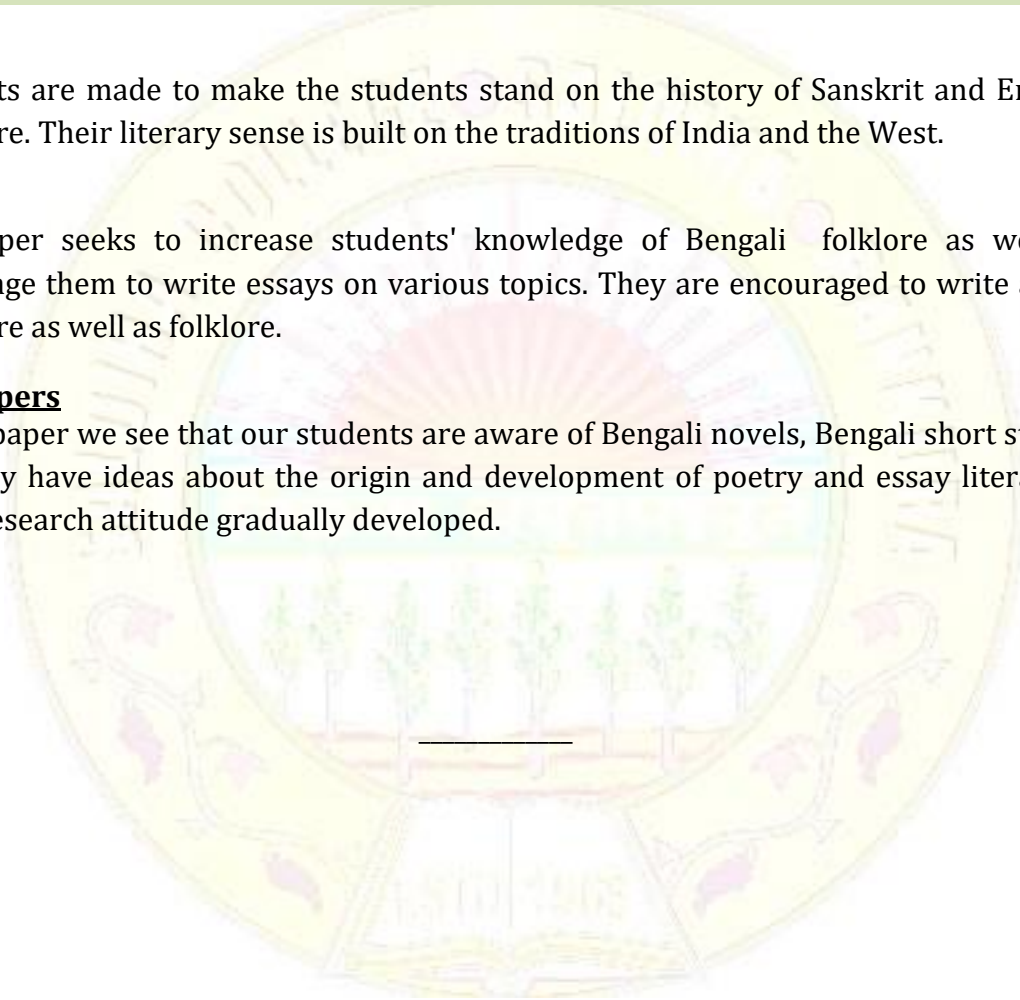 ts are made to make the students stand on the history of Sanskrit and En
re. Their literary sense is built on the traditions of India and the West.
per seeks to increase students' knowledge of Bengali folklore as we
ge them to write essays on various topics. They are encouraged to write
re as well as folklore.
pers
paper we see that our students are aware of Bengali novels, Bengali short s
y have ideas about the origin and development of poetry and essay liter
esearch attitude gradually developed.